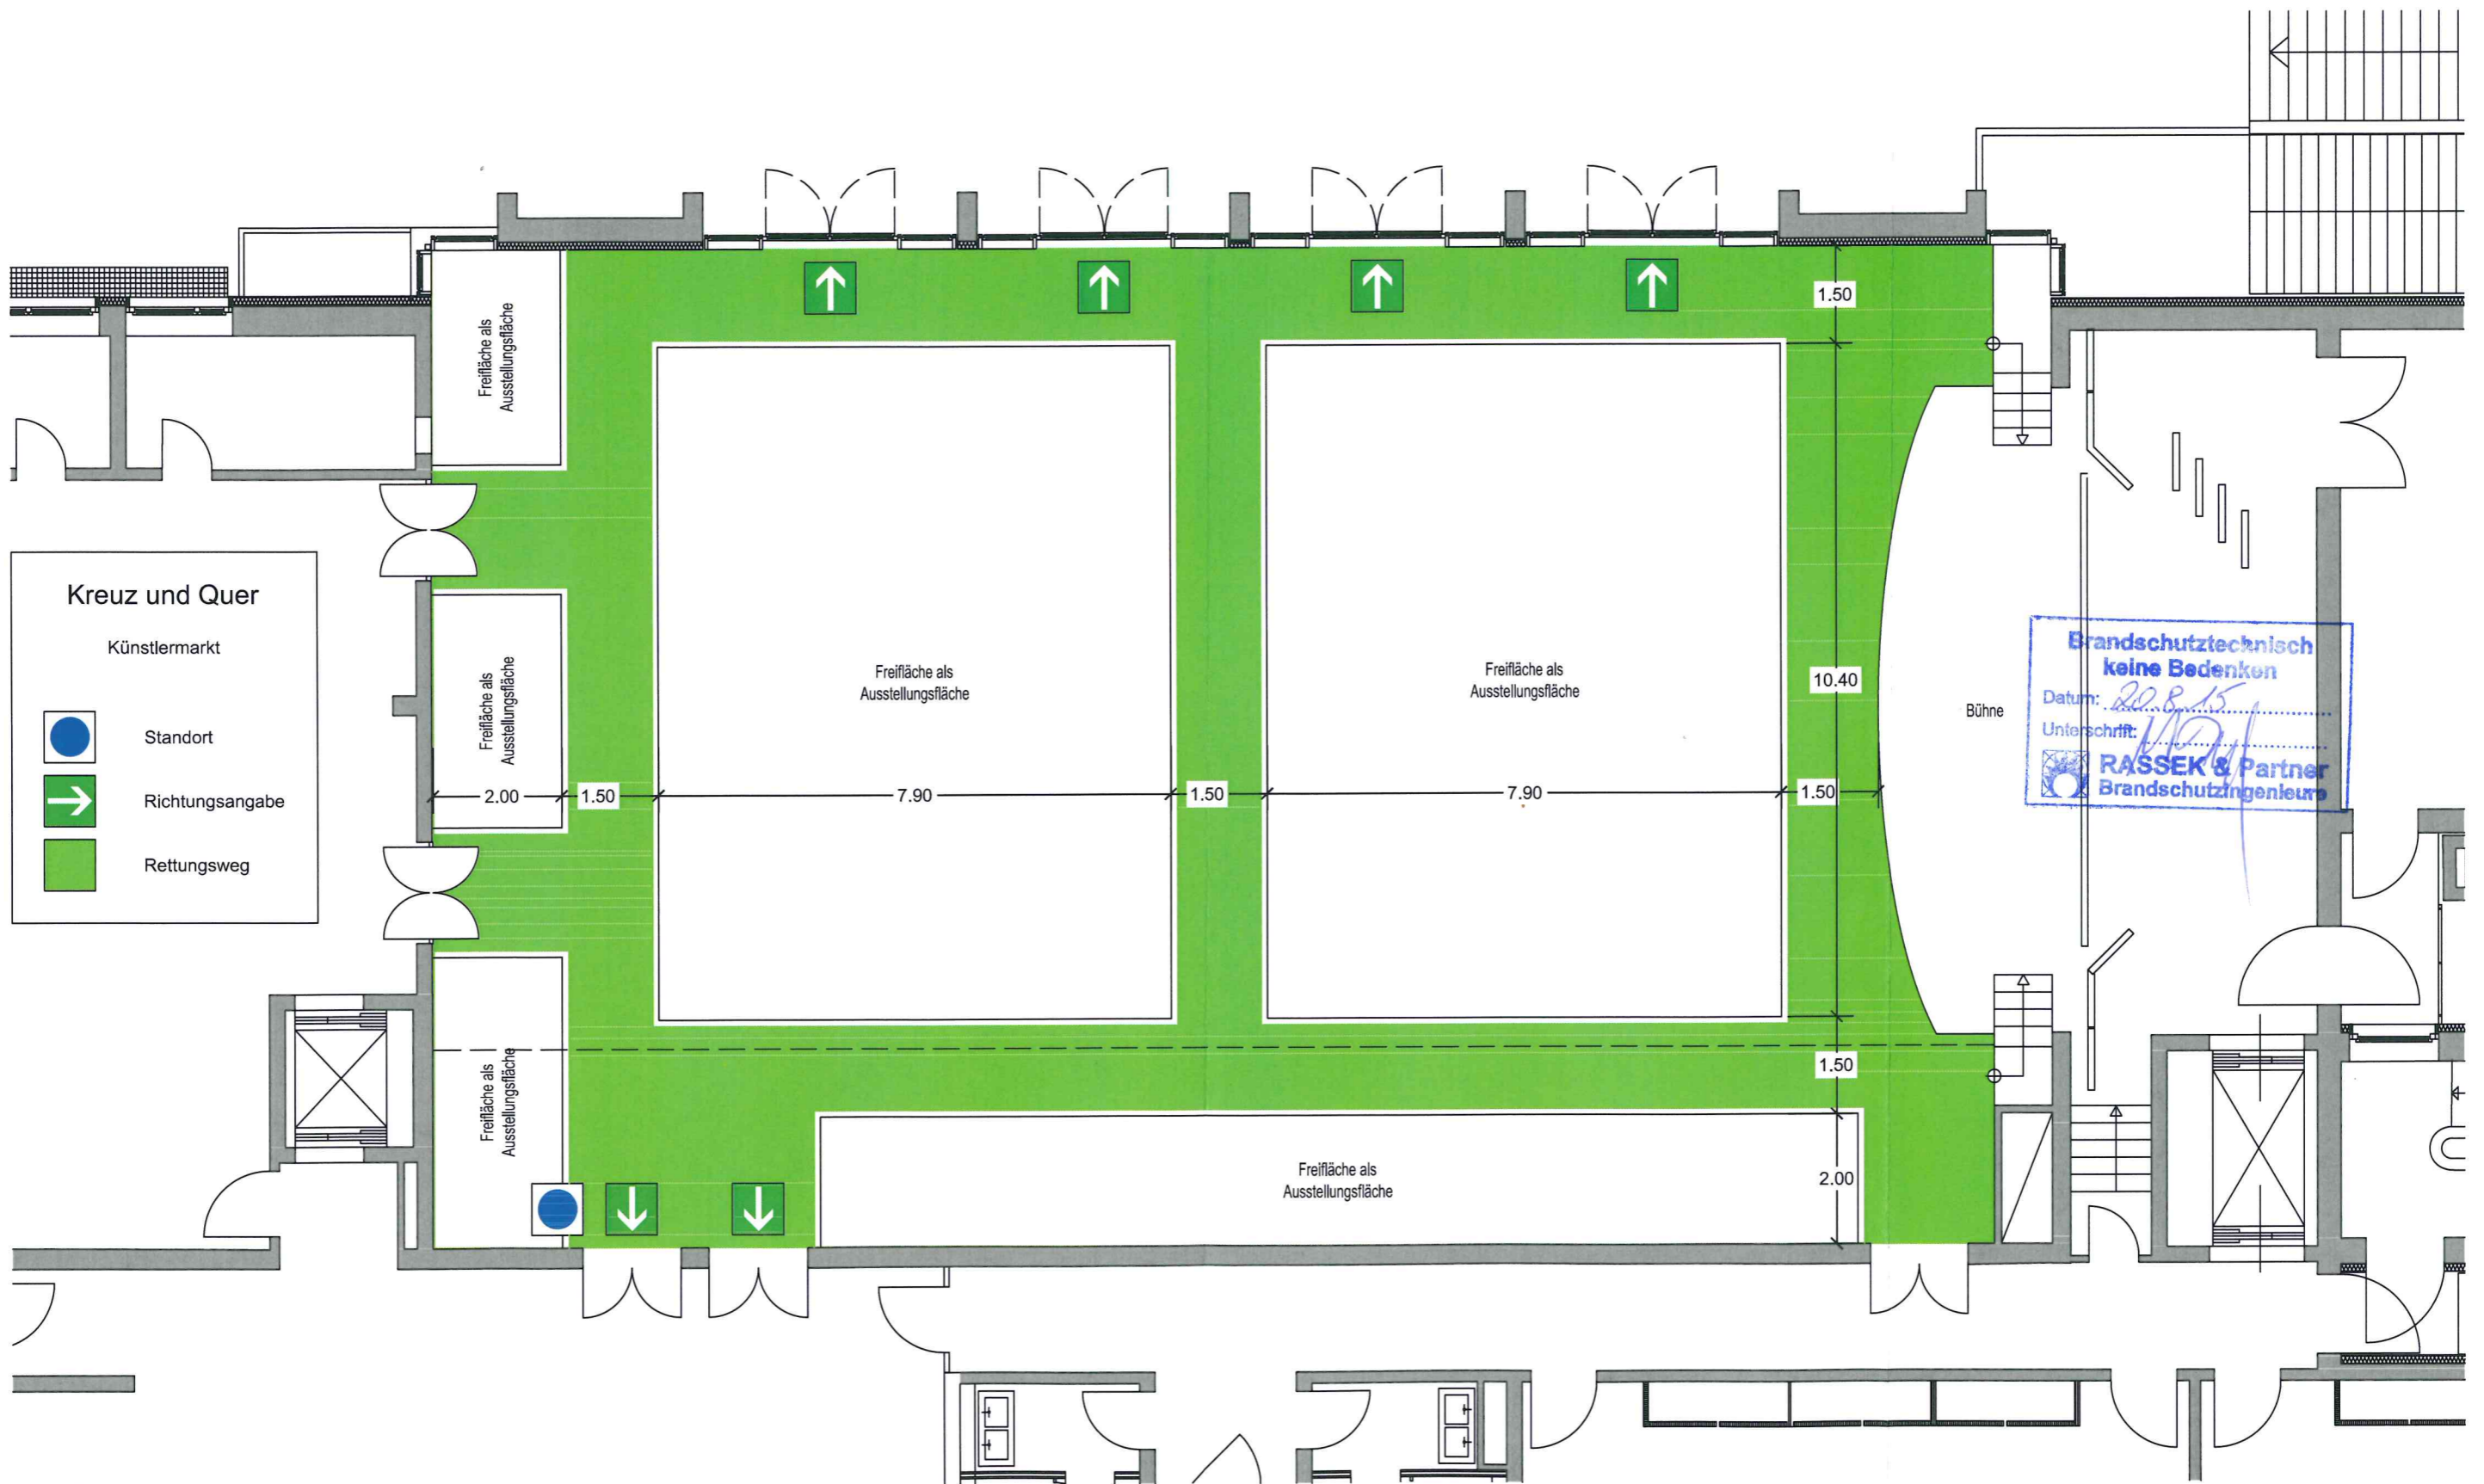 Kreuz und Quer
Künstlermarkt
Standort
Richtungsangabe
Rettungsweg
Freifläche als
Ausstellungsfläche
Freifläche als
Ausstellungsfläche
Freifläche als
Ausstellungsfläche
Freifläche als
Ausstellungsfläche
Freifläche als
Ausstellungsfläche
Freifläche als
Ausstellungsfläche
2.00
1.50
7.90
1.50
7.90
1.50
1.50
10.40
1.50
2.00
Bühne
Brandschutztechnisch
keine Bedenken
Datum: 20.8.15
Unterschrift:
RASSEK & Partner
Brandschutzingenieure